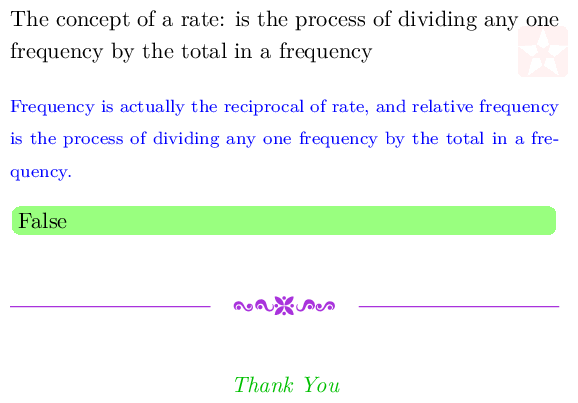 The concept of a rate: is the process of dividing any one
frequency by the total in a frequency
Frequency is actually the reciprocal of rate, and relative frequency
is the process of dividing any one frequency by the total in a fre-
quency.
False
Thank You